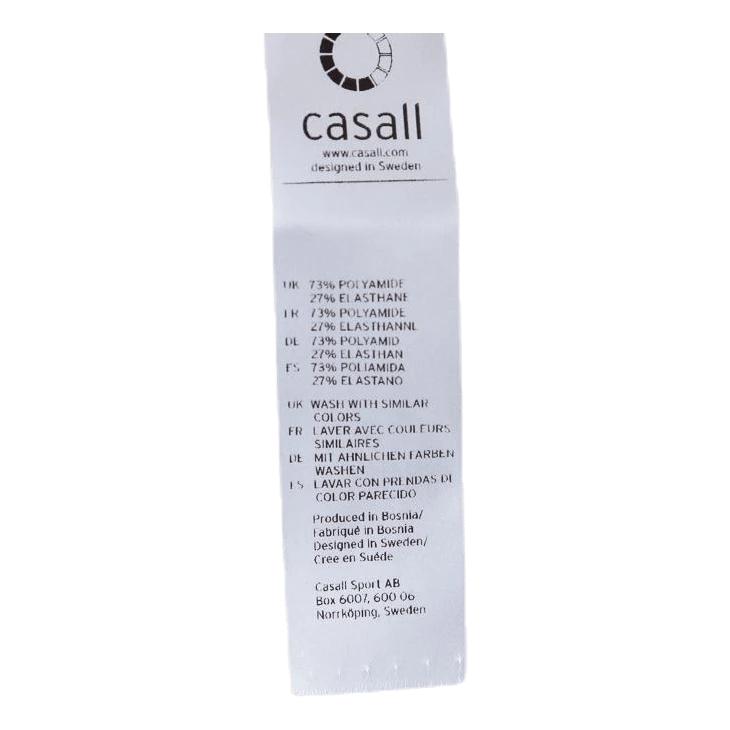 casall
www.casall.com
designed in Sweden
UK 73% POLYAMIDE
27% ELASTHANE
FR 73% POLYAMIDE
27% ELASTHANNE
DE 73% POLYAMID
27% ELASTHAN
ES 73% POLIAMIDA
27% ELASTANO
UK WASH WITH SIMILAR
COLORS
FR LAVER AVEC COULEURS
SIMILAIRES
DE MIT AHNLICHEN FARBEN
WASHEN
ES LAVAR CON PRENDAS DE
COLOR PARECIDO
Produced in Bosnia/
Fabriqué in Bosnia
Designed in Sweden/
Cree en Suéde
Casall Sport AB
Box 6007, 600 06
Norrköping, Sweden